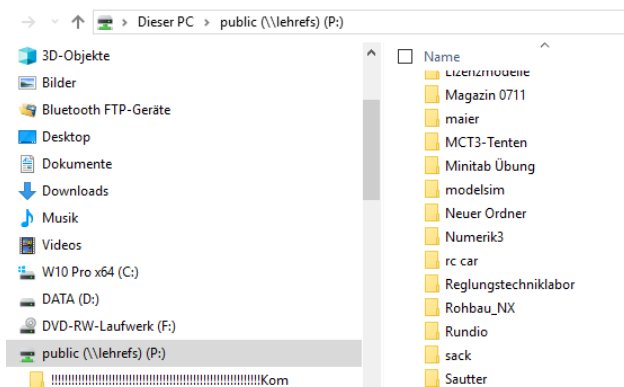 Dieser PC > public (\\lehrefs) (P:)
3D-Objekte
Bilder
Bluetooth FTP-Geräte
Desktop
Dokumente
Downloads
Musik
Videos
W10 Pro x64 (C:)
DATA (D:)
DVD-RW-Laufwerk (F:)
public (\\lehrefs) (P:)
Name
Lizenzmodelle
Magazin 0711
maier
MCT3-Tenten
Minitab Übung
modelsim
Neuer Ordner
Numerik3
rc car
Reglungstechniklabor
Rohbau_NX
Rundio
sack
Sautter